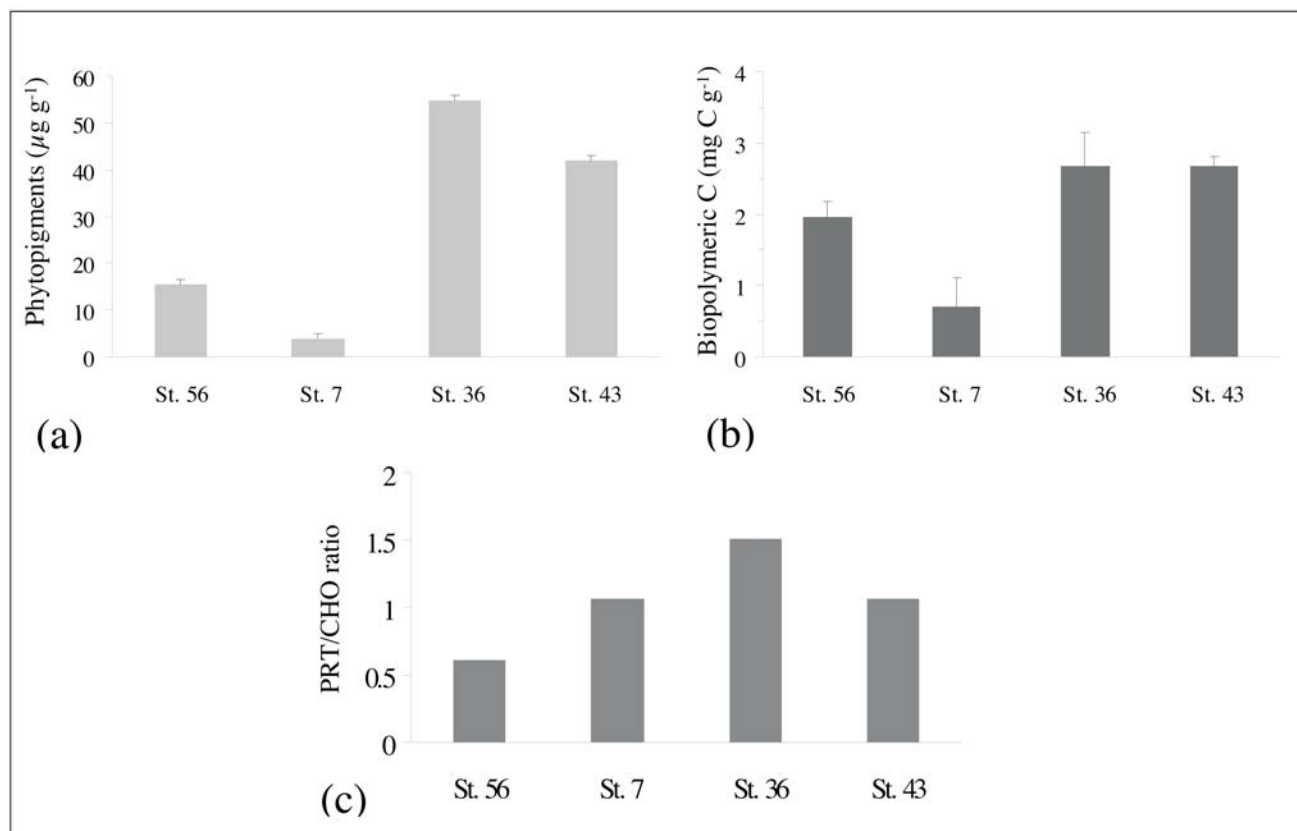 Phytopigments (µg g⁻¹)
60
50
40
30
20
10
0
St. 56 St. 7 St. 36 St. 43
(a)
Biopolymeric C (mg C g⁻¹)
4
3
2
1
0
St. 56 St. 7 St. 36 St. 43
(b)
PRT/CHO ratio
2
1.5
1
0.5
0
St. 56 St. 7 St. 36 St. 43
(c)